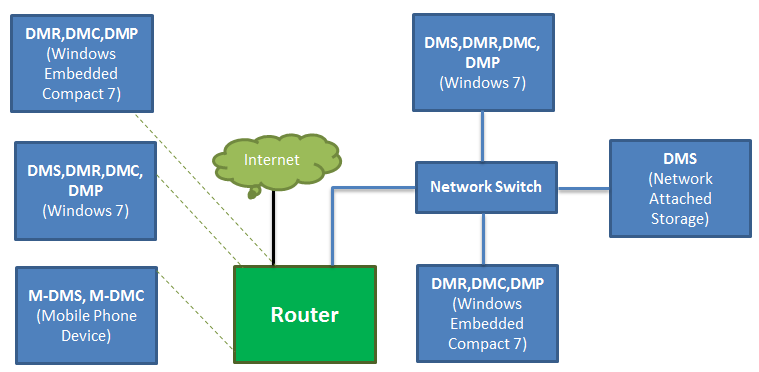 DMR,DMC,DMP
(Windows
Embedded
Compact 7)
DMS,DMR,DMC,
DMP
(Windows 7)
M-DMS, M-DMC
(Mobile Phone
Device)
Internet
Router
DMS,DMR,DMC,
DMP
(Windows 7)
Network Switch
DMR,DMC,DMP
(Windows
Embedded
Compact 7)
DMS
(Network
Attached
Storage)